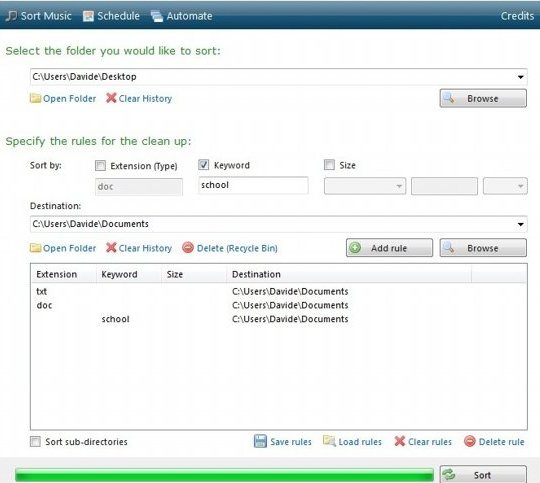 Sort Music Schedule Automate Credits
Select the folder you would like to sort:
C:\Users\Davide\Desktop
Open Folder Clear History Browse
Specify the rules for the clean up:
Sort by: Extension (Type) Keyword Size
doc school
Destination:
C:\Users\Davide\Documents
Open Folder Clear History Delete (Recycle Bin) Add rule Browse
Extension Keyword Size Destination
txt C:\Users\Davide\Documents
doc C:\Users\Davide\Documents
school C:\Users\Davide\Documents
Sort sub-directories Save rules Load rules Clear rules Delete rule
Sort